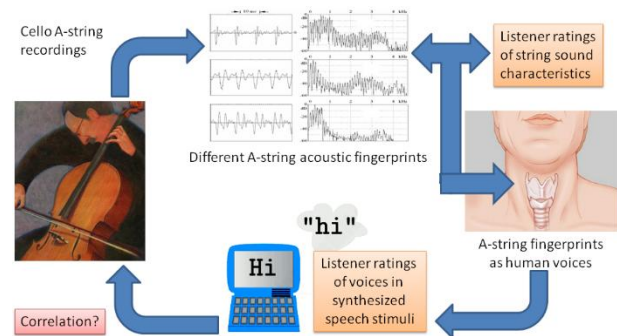 Cello A-string
recordings
Different A-string acoustic fingerprints
Listener ratings
of string sound
characteristics
A-string fingerprints
as human voices
"hi"
Hi
Listener ratings
of voices in
synthesized
speech stimuli
Correlation?